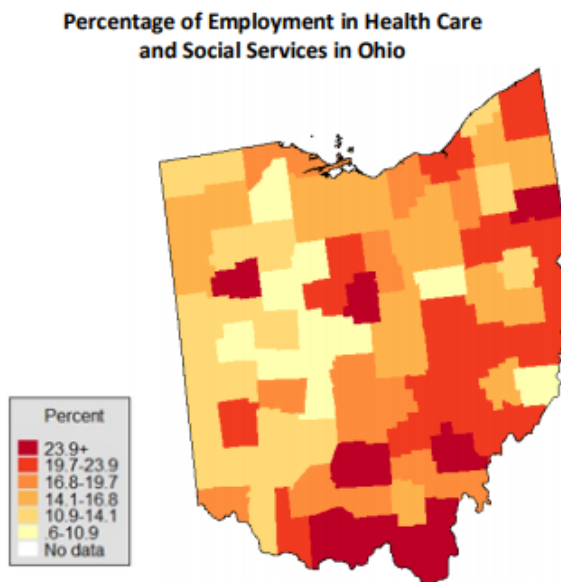 Percentage of Employment in Health Care
and Social Services in Ohio
Percent
23.9+
19.7-23.9
16.8-19.7
14.1-16.8
10.9-14.1
.6-10.9
No data